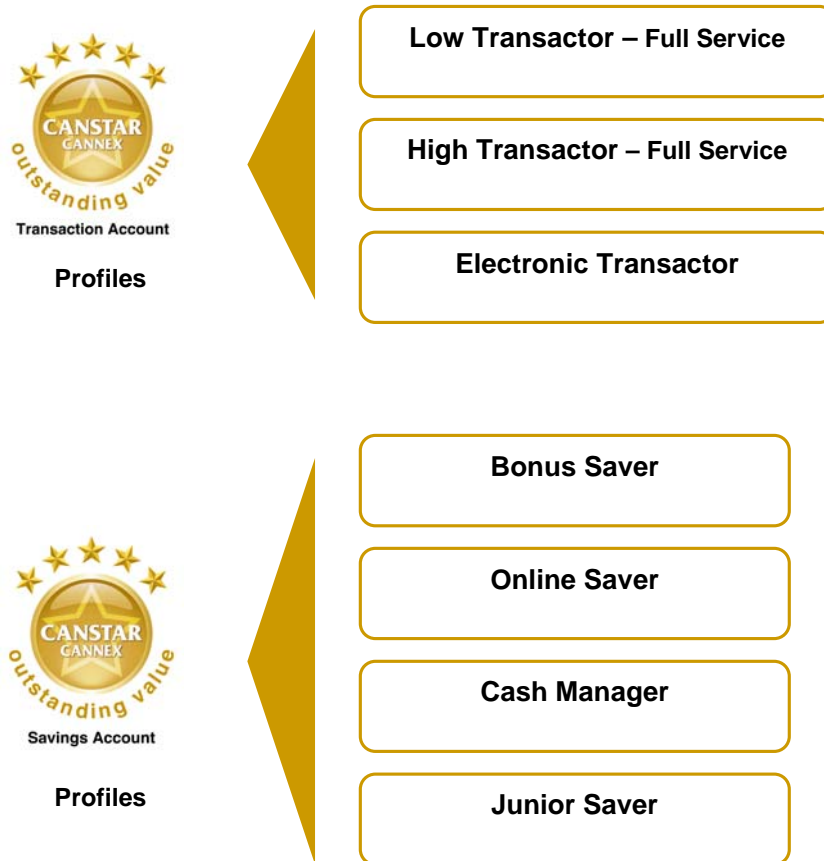 CANSTAR
CANNEX
outstanding value
Transaction Account
Profiles
Low Transactor – Full Service
High Transactor – Full Service
Electronic Transactor
CANSTAR
CANNEX
outstanding value
Savings Account
Profiles
Bonus Saver
Online Saver
Cash Manager
Junior Saver